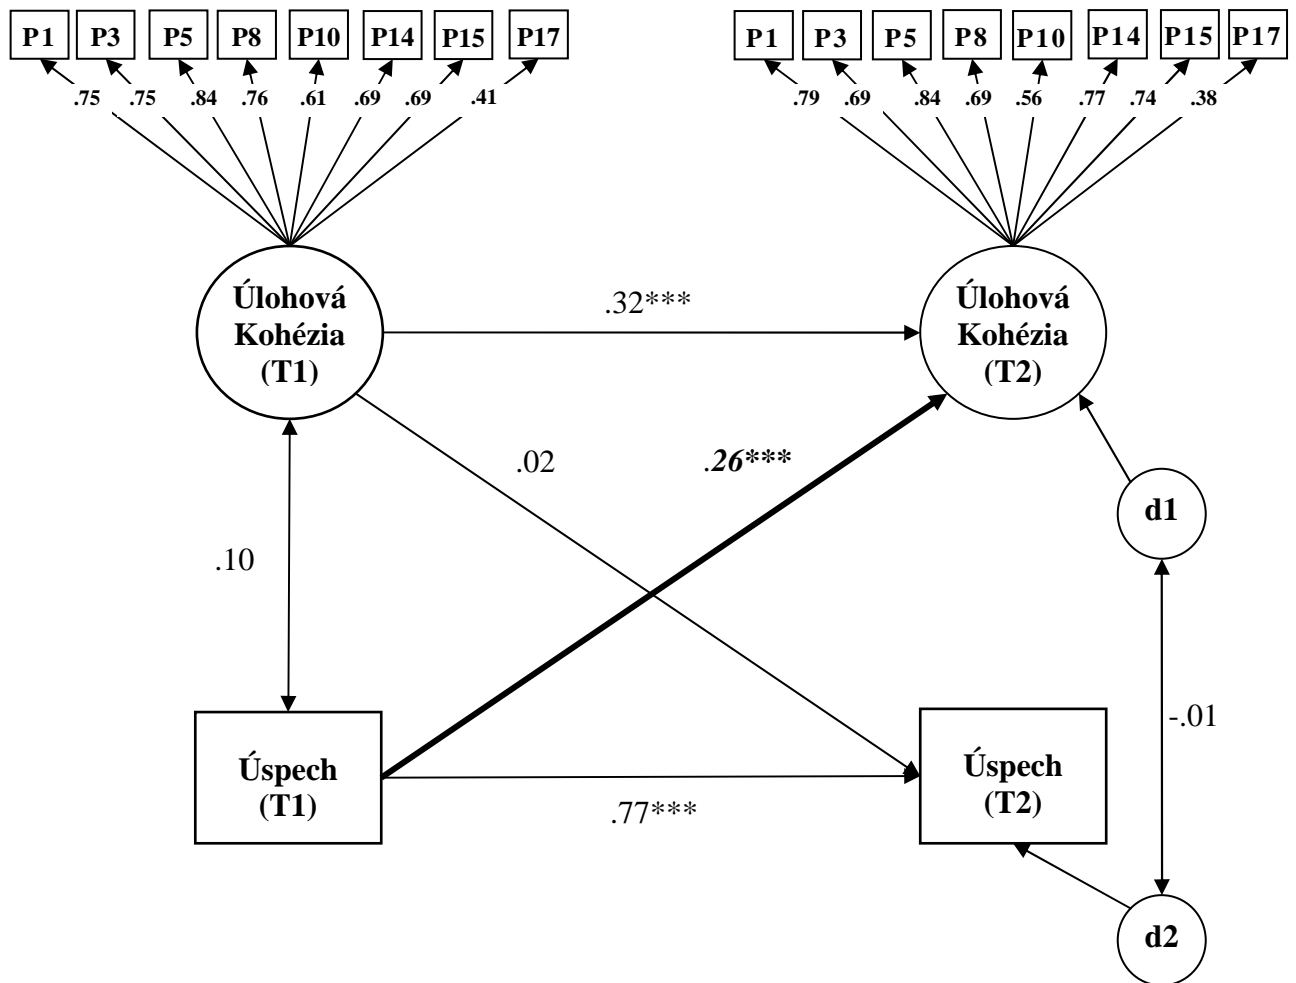 P1 P3 P5 P8 P10 P14 P15 P17
P1 P3 P5 P8 P10 P14 P15 P17
.75 .75 .84 .76 .61 .69 .69 .41
.79 .69 .84 .69 .56 .77 .74 .38
Úlohová
Kohézia
(T1)
.32***
Úlohová
Kohézia
(T2)
.02
.26***
d1
.10
-.01
Úspech
(T1)
.77***
Úspech
(T2)
d2